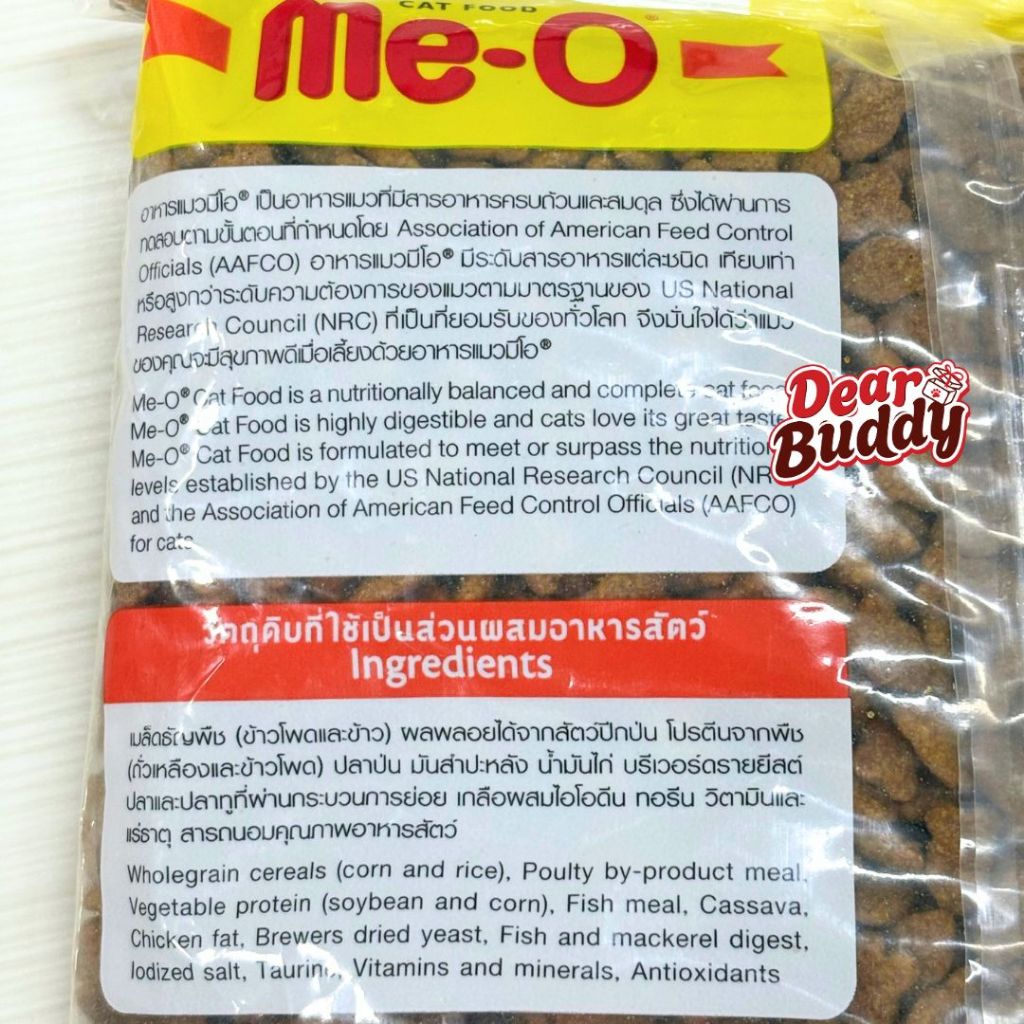 CAT FOOD
Me-O®
อาหารแมวมีโอ® เป็นอาหารแมวที่มีสารอาหารครบถ้วนและสมดุล ซึ่งได้ผ่านการ
ทดสอบตามขั้นตอนที่กำหนดโดย Association of American Feed Control
Officials (AAFCO) อาหารแมวมีโอ® มีระดับสารอาหารแต่ละชนิด เทียบเท่า
หรือสูงกว่าระดับความต้องการของแมวตามมาตรฐานของ US National
Research Council (NRC) ที่เป็นที่ยอมรับของทั่วโลก จึงมั่นใจได้ว่าแมว
ของคุณจะมีสุขภาพดีเมื่อเลี้ยงด้วยอาหารแมวมีโอ®
Me-O® Cat Food is a nutritionally balanced and complete cat food
Me-O® Cat Food is highly digestible and cats love its great taste
Me-O® Cat Food is formulated to meet or surpass the nutrition
levels established by the US National Research Council (NRC)
and the Association of American Feed Control Officials (AAFCO)
for cats
Dear
Buddy
วัตถุดิบที่ใช้เป็นส่วนผสมอาหารสัตว์
Ingredients
เมล็ดธัญพืช (ข้าวโพดและข้าว) ผลพลอยได้จากสัตว์ปีกป่น โปรตีนจากพืช
(ถั่วเหลืองและข้าวโพด) ปลาป่น มันสำปะหลัง น้ำมันไก่ บรีเวอร์ดรายยีสต์
ปลาและปลาทูที่ผ่านกระบวนการย่อย เกลือผสมไอโอดีน ทอรีน วิตามินและ
แร่ธาตุ สารถนอมคุณภาพอาหารสัตว์
Wholegrain cereals (corn and rice), Poulty by-product meal,
Vegetable protein (soybean and corn), Fish meal, Cassava,
Chicken fat, Brewers dried yeast, Fish and mackerel digest,
Iodized salt, Taurine, Vitamins and minerals, Antioxidants